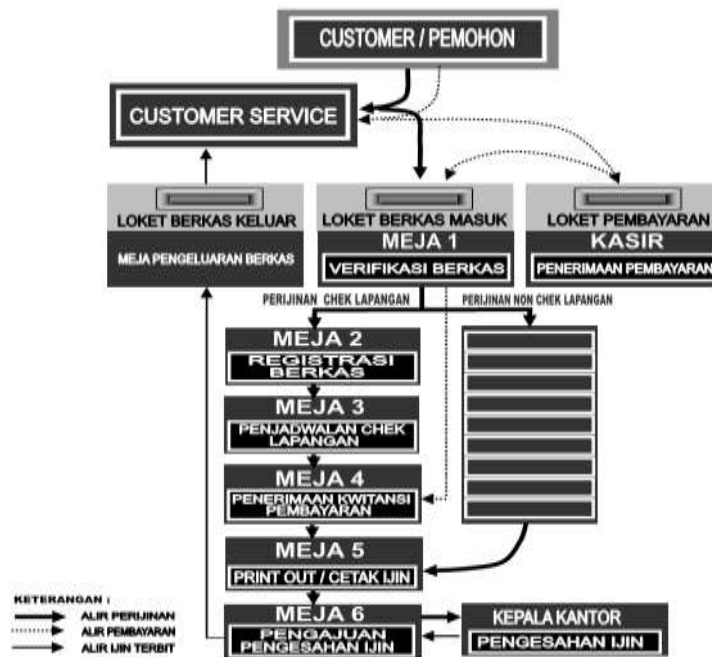 CUSTOMER / PEMOHON
CUSTOMER SERVICE
LOKET BERKAS KELUAR
MEJA PENGELUARAN BERKAS
LOKET BERKAS MASUK
MEJA 1
VERIFIKASI BERKAS
LOKET PEMBAYARAN
KASIR
PENERIMAAN PEMBAYARAN
PERIJINAN CHEK LAPANGAN
PERIJINAN NON CHEK LAPANGAN
MEJA 2
REGISTRASI
BERKAS
MEJA 3
PENJADWALAN CHEK
LAPANGAN
MEJA 4
PENERIMAAN KWITANSI
PEMBAYARAN
MEJA 5
PRINT OUT / CETAK IJIN
MEJA 6
PENGAJUAN
PENGESAHAN IJIN
KEPALA KANTOR
PENGESAHAN IJIN
KETERANGAN :
ALIR PERIJINAN
ALIR PEMBAYARAN
ALIR IJIN TERBIT